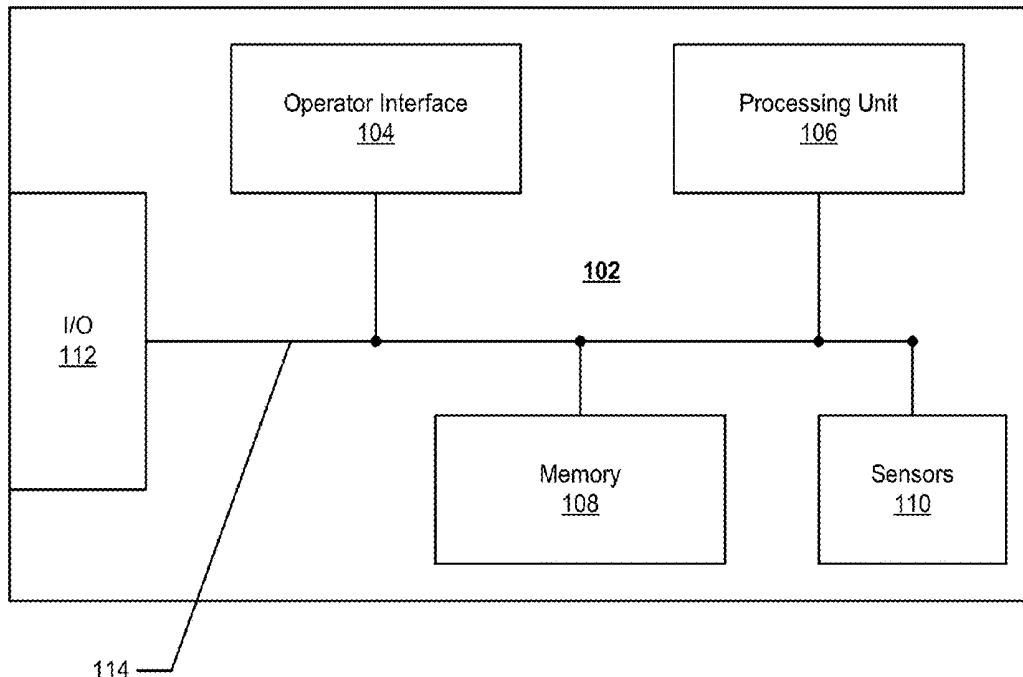 Operator Interface
104
Processing Unit
106
102
I/O
112
Memory
108
Sensors
110
114